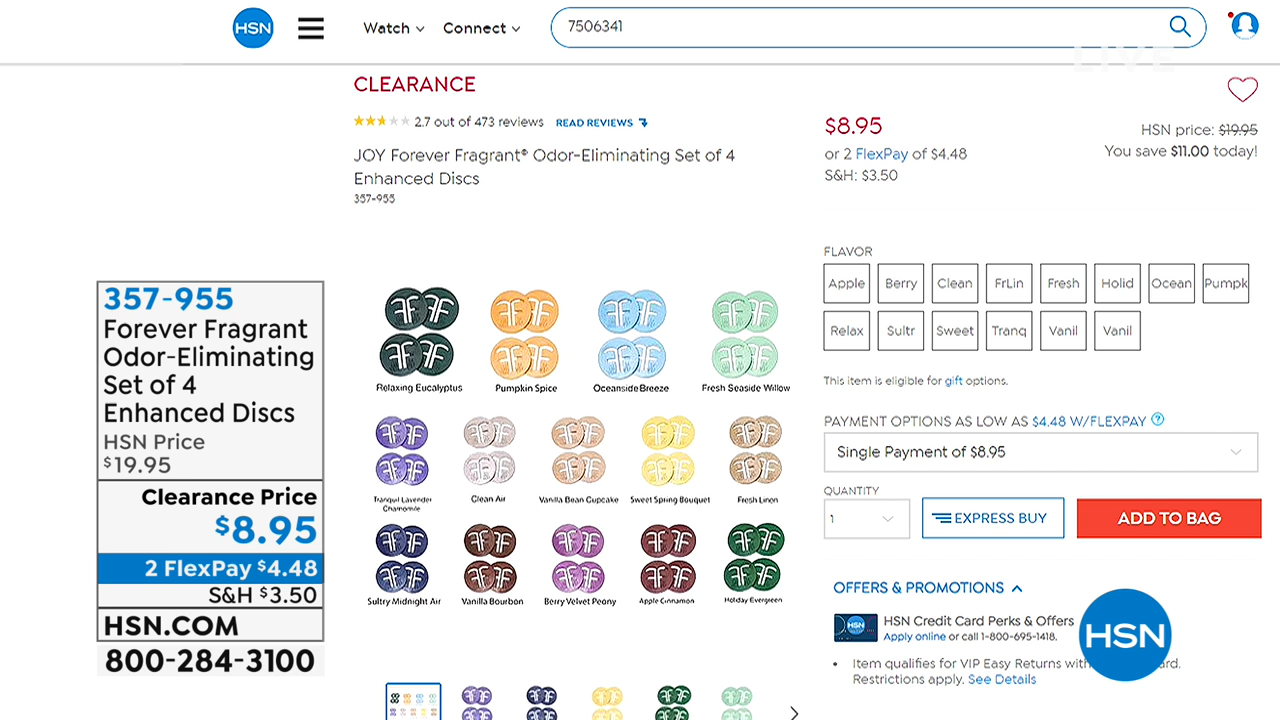 HSN
Watch
Connect
7506341
LIVE
CLEARANCE
2.7 out of 473 reviews READ REVIEWS
JOY Forever Fragrant® Odor-Eliminating Set of 4
Enhanced Discs
357-955
$8.95
or 2 FlexPay of $4.48
S&H: $3.50
HSN price: $19.95
You save $11.00 today!
FLAVOR
Apple Berry Clean FrLin Fresh Holid Ocean Pumpk
Relax Sultr Sweet Tranq Vanil Vanil
This item is eligible for gift options.
PAYMENT OPTIONS AS LOW AS $4.48 W/FLEXPAY ?
Single Payment of $8.95
QUANTITY
1
EXPRESS BUY
ADD TO BAG
OFFERS & PROMOTIONS
HSN
HSN Credit Card Perks & Offers
Apply online or call 1-800-695-1418.
• Item qualifies for VIP Easy Returns with
Restrictions apply. See Details
HSN
357-955
Forever Fragrant
Odor-Eliminating
Set of 4
Enhanced Discs
HSN Price
$19.95
Clearance Price
$8.95
2 FlexPay $4.48
S&H $3.50
HSN.COM
800-284-3100
Relaxing Eucalyptus Pumpkin Spice Oceanside Breeze Fresh Seaside Willow
Tranquil Lavender
Chamomile
Clean Air Vanilla Bean Cupcake Sweet Spring Bouquet Fresh Linen
Sultry Midnight Air Vanilla Bourbon Berry Velvet Peony Apple Cinnamon Holiday Evergreen